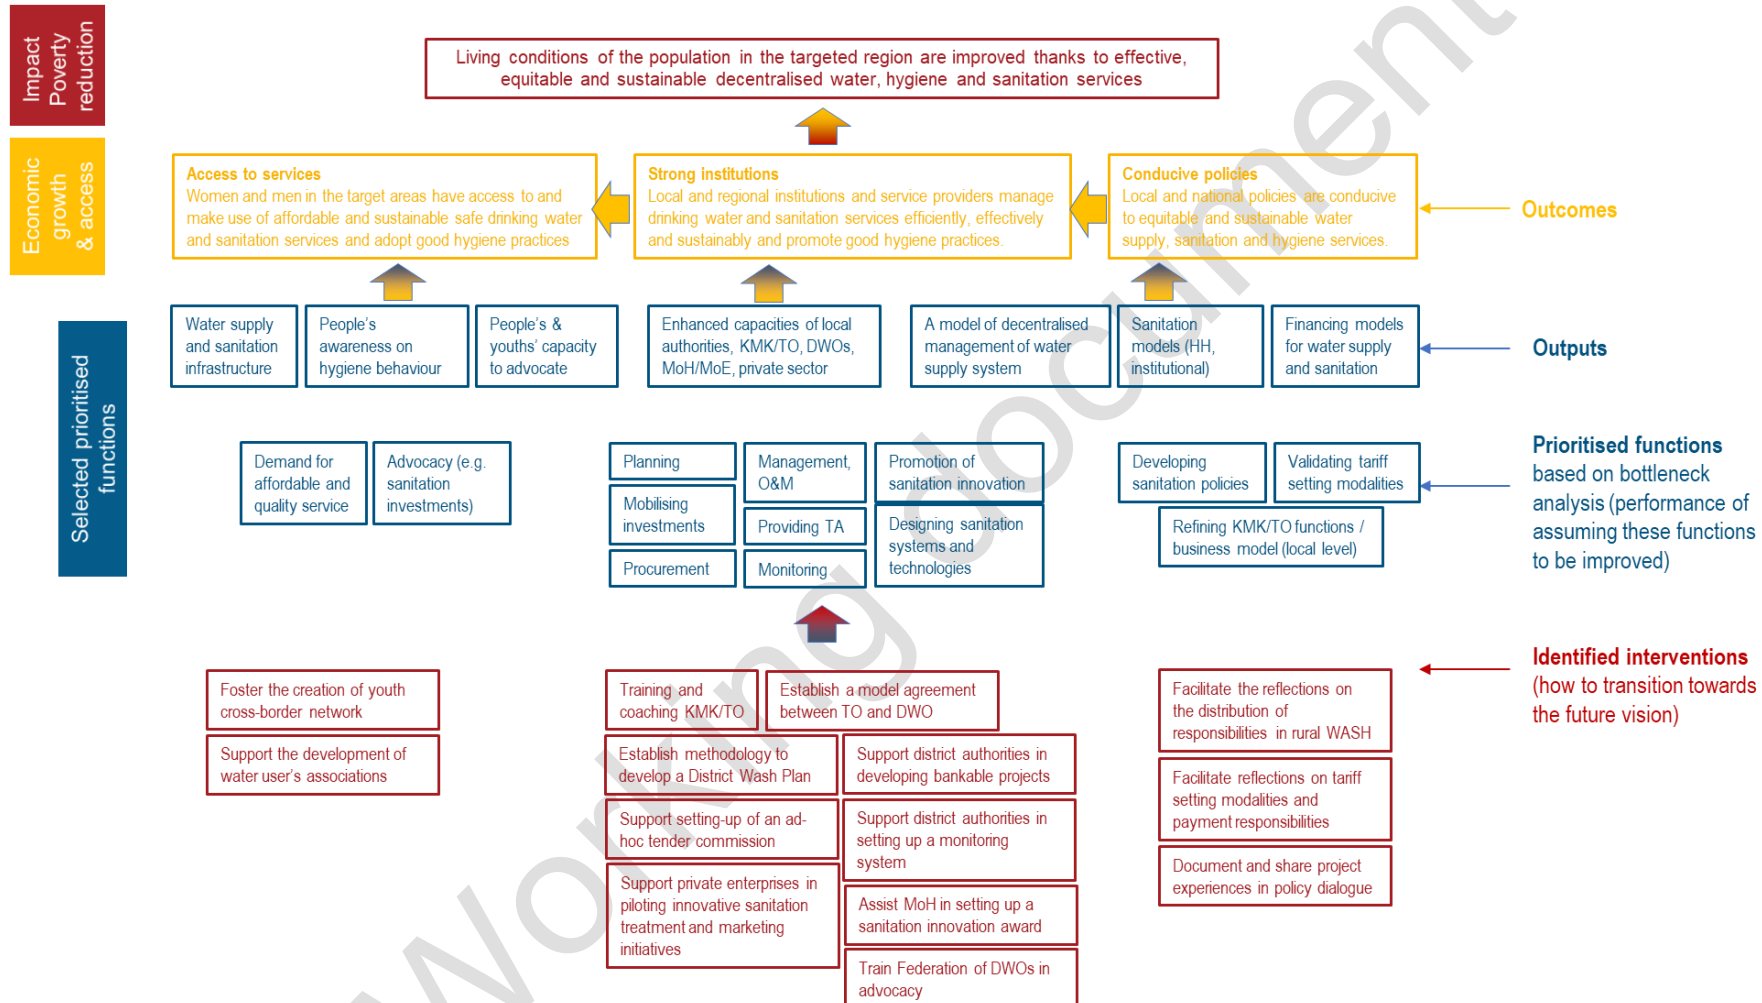 Impact
Poverty
reduction
Living conditions of the population in the targeted region are improved thanks to effective,
equitable and sustainable decentralised water, hygiene and sanitation services
Economic
growth
& access
Access to services
Women and men in the target areas have access to and
make use of affordable and sustainable safe drinking water
and sanitation services and adopt good hygiene practices
Strong institutions
Local and regional institutions and service providers manage
drinking water and sanitation services efficiently, effectively
and sustainably and promote good hygiene practices.
Conducive policies
Local and national policies are conducive
to equitable and sustainable water
supply, sanitation and hygiene services.
Outcomes
Selected prioritised
functions
Water supply
and sanitation
infrastructure
People's
awareness on
hygiene behaviour
People's &
youths' capacity
to advocate
Enhanced capacities of local
authorities, KMK/TO, DWOs,
MoH/MoE, private sector
A model of decentralised
management of water
supply system
Sanitation
models (HH,
institutional)
Financing models
for water supply
and sanitation
Outputs
Demand for
affordable and
quality service
Advocacy (e.g.
sanitation
investments)
Planning
Mobilising
investments
Procurement
Management,
O&M
Providing TA
Monitoring
Promotion of
sanitation innovation
Designing sanitation
systems and
technologies
Developing
sanitation policies
Validating tariff
setting modalities
Refining KMK/TO functions /
business model (local level)
Prioritised functions
based on bottleneck
analysis (performance of
assuming these functions
to be improved)
Foster the creation of youth
cross-border network
Support the development of
water user's associations
Training and
coaching KMK/TO
Establish a model agreement
between TO and DWO
Establish methodology to
develop a District Wash Plan
Support district authorities in
developing bankable projects
Support setting-up of an ad-
hoc tender commission
Support district authorities in
setting up a monitoring
system
Support private enterprises in
piloting innovative sanitation
treatment and marketing
initiatives
Assist MoH in setting up a
sanitation innovation award
Train Federation of DWOs in
advocacy
Facilitate the reflections on
the distribution of
responsibilities in rural WASH
Facilitate reflections on tariff
setting modalities and
payment responsibilities
Document and share project
experiences in policy dialogue
Identified interventions
(how to transition towards
the future vision)
Working document